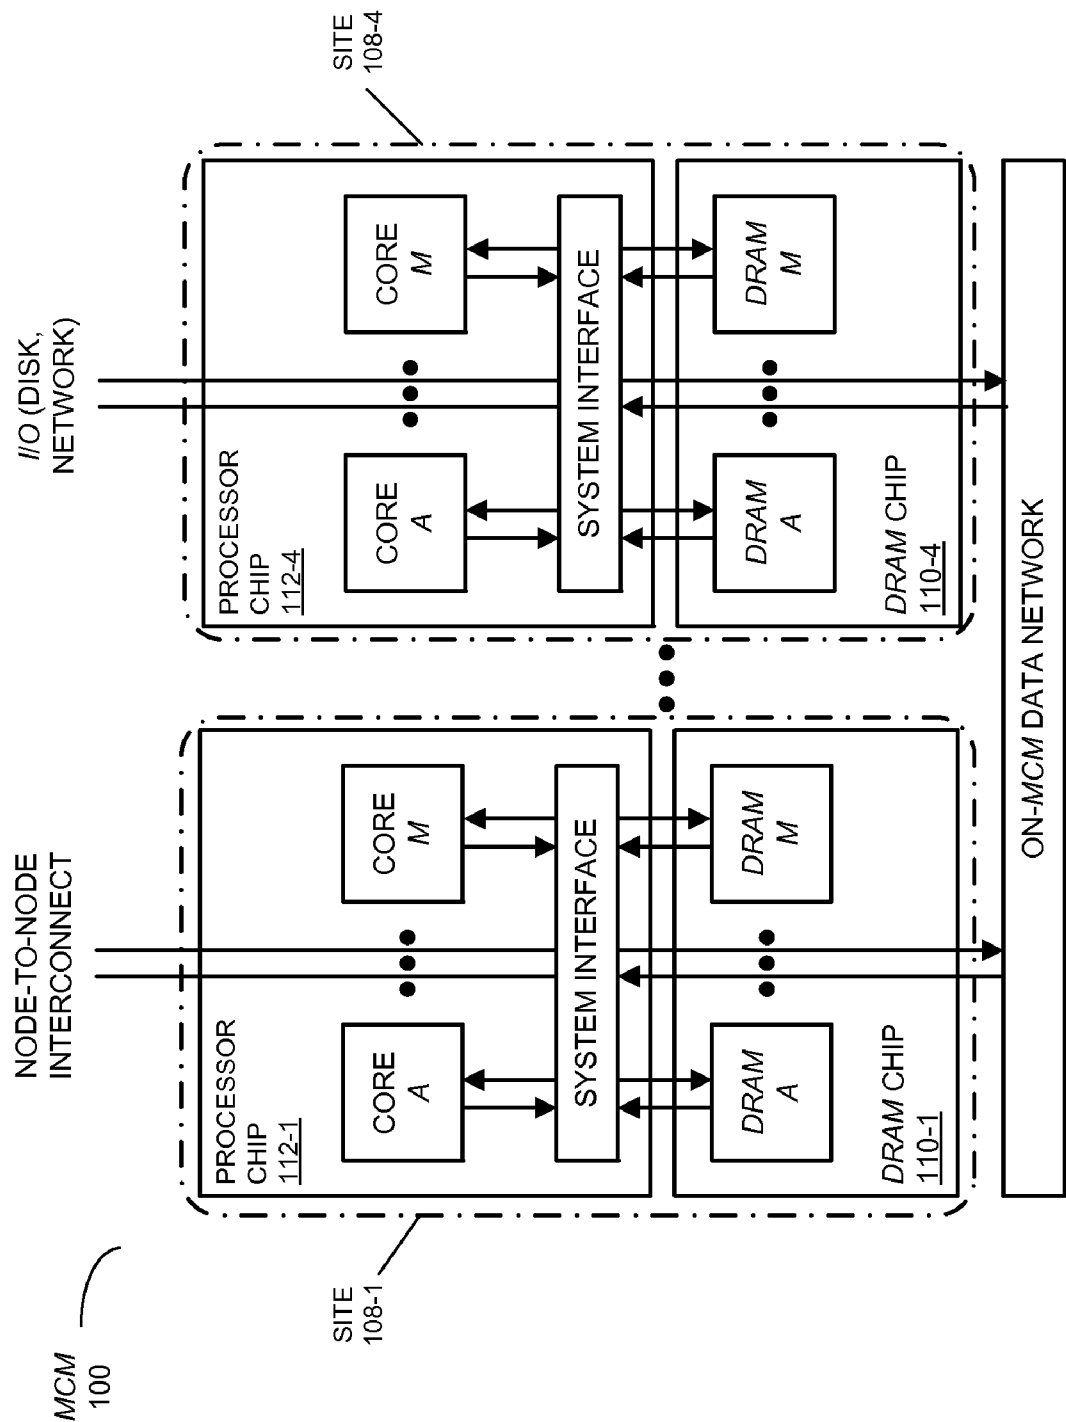 NODE-TO-NODE
INTERCONNECT
I/O (DISK,
NETWORK)
MCM
100
SITE
108-1
SITE
108-4
PROCESSOR
CHIP
112-1
CORE
A
CORE
M
SYSTEM INTERFACE
DRAM
A
DRAM
M
DRAM CHIP
110-1
PROCESSOR
CHIP
112-4
CORE
A
CORE
M
SYSTEM INTERFACE
DRAM
A
DRAM
M
DRAM CHIP
110-4
ON-MCM DATA NETWORK